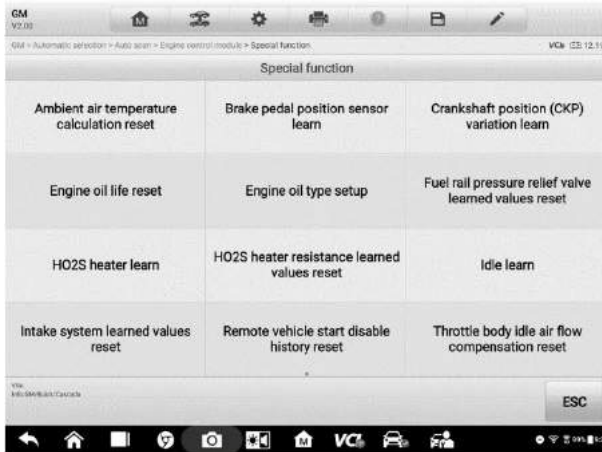 GM
V2.00
GM > Automatic selection > Auto scan > Engine control module > Special function
VCI
Special function
Ambient air temperature
calculation reset
Brake pedal position sensor
learn
Crankshaft position (CKP)
variation learn
Engine oil life reset
Engine oil type setup
Fuel rail pressure relief valve
learned values reset
HO2S heater learn
HO2S heater resistance learned
values reset
Idle learn
Intake system learned values
reset
Remote vehicle start disable
history reset
Throttle body idle air flow
compensation reset
ESC
VCI